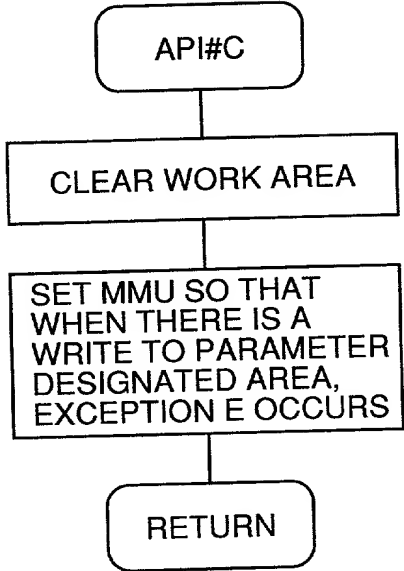 API#C
CLEAR WORK AREA
SET MMU SO THAT
WHEN THERE IS A
WRITE TO PARAMETER
DESIGNATED AREA,
EXCEPTION E OCCURS
RETURN